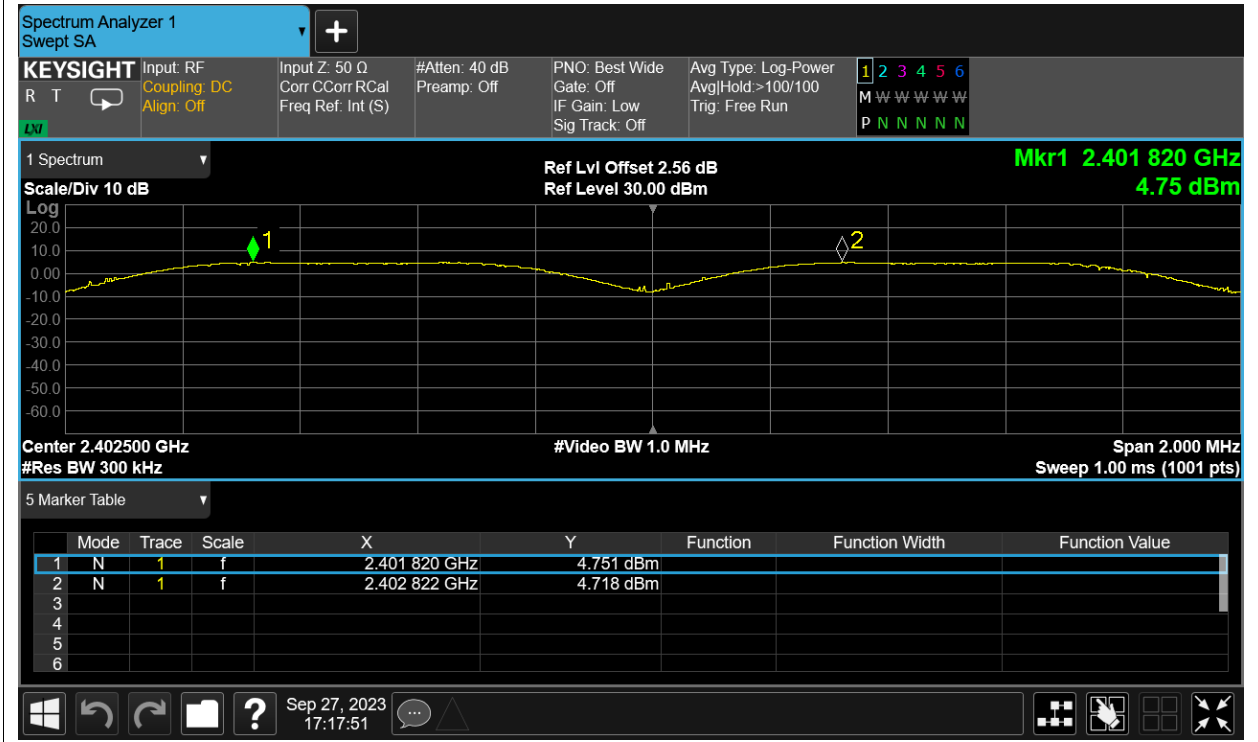 Spectrum Analyzer 1
Swept SA
+
KEYSIGHT Input: RF Input Z: 50 Ω #Atten: 40 dB PNO: Best Wide Avg Type: Log-Power 1 2 3 4 5 6
R T Coupling: DC Corr CCorr RCal Preamp: Off Gate: Off Avg|Hold:>100/100 M W W W W W W
Align: Off Freq Ref: Int (S) IF Gain: Low Trig: Free Run
LXI Sig Track: Off P N N N N N N
1 Spectrum Ref Lvl Offset 2.56 dB Mkr1 2.401 820 GHz
Scale/Div 10 dB Ref Level 30.00 dBm 4.75 dBm
Log
20.0
1 2
10.0
0.00
-10.0
-20.0
-30.0
-40.0
-50.0
-60.0
Center 2.402500 GHz #Video BW 1.0 MHz Span 2.000 MHz
#Res BW 300 kHz Sweep 1.00 ms (1001 pts)
5 Marker Table
Mode Trace Scale X Y Function Function Width Function Value
1 N 1 f 2.401 820 GHz 4.751 dBm
2 N 1 f 2.402 822 GHz 4.718 dBm
3
4
5
6
? Sep 27, 2023
17:17:51